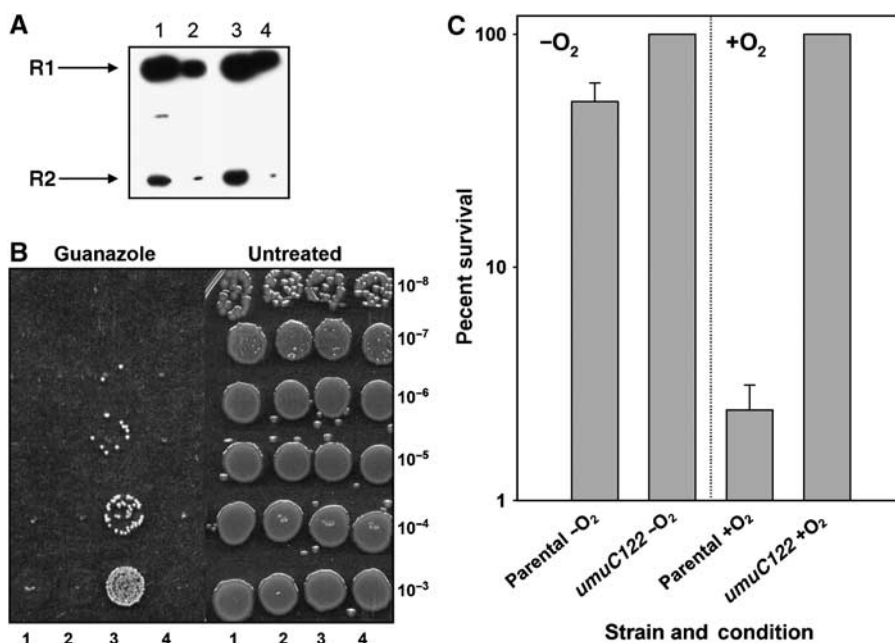 A
1 2 3 4
R1
R2
B
Guanazole Untreated
10⁻⁸
10⁻⁷
10⁻⁶
10⁻⁵
10⁻⁴
10⁻³
1 2 3 4 1 2 3 4
C
100
–O₂ +O₂
10
1
Pecent survival
Parental –O₂
umuC122 –O₂
Parental +O₂
umuC122 +O₂
Strain and condition